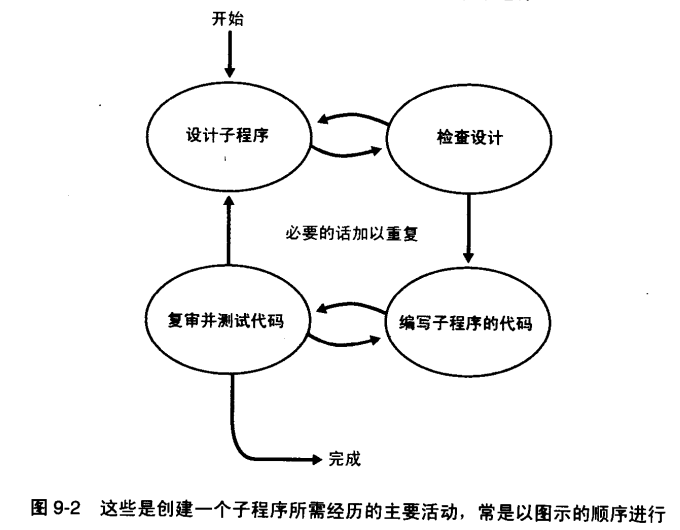 开始
设计子程序
检查设计
必要的话加以重复
复审并测试代码
编写子程序的代码
完成
图 9-2 这些是创建一个子程序所需经历的主要活动，常是以图示的顺序进行